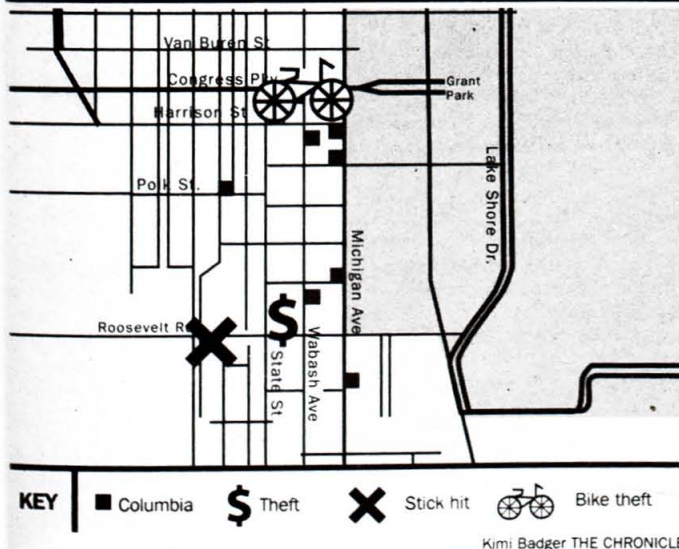 Van Buren St
Congress Pky
Grant
Park
Harrison St
Polk St.
Lake Shore Dr.
Michigan Ave
Roosevelt R
State St
Wabash Ave
KEY
Columbia
$ Theft
Stick hit
Bike theft
Kimi Badger THE CHRONICLE